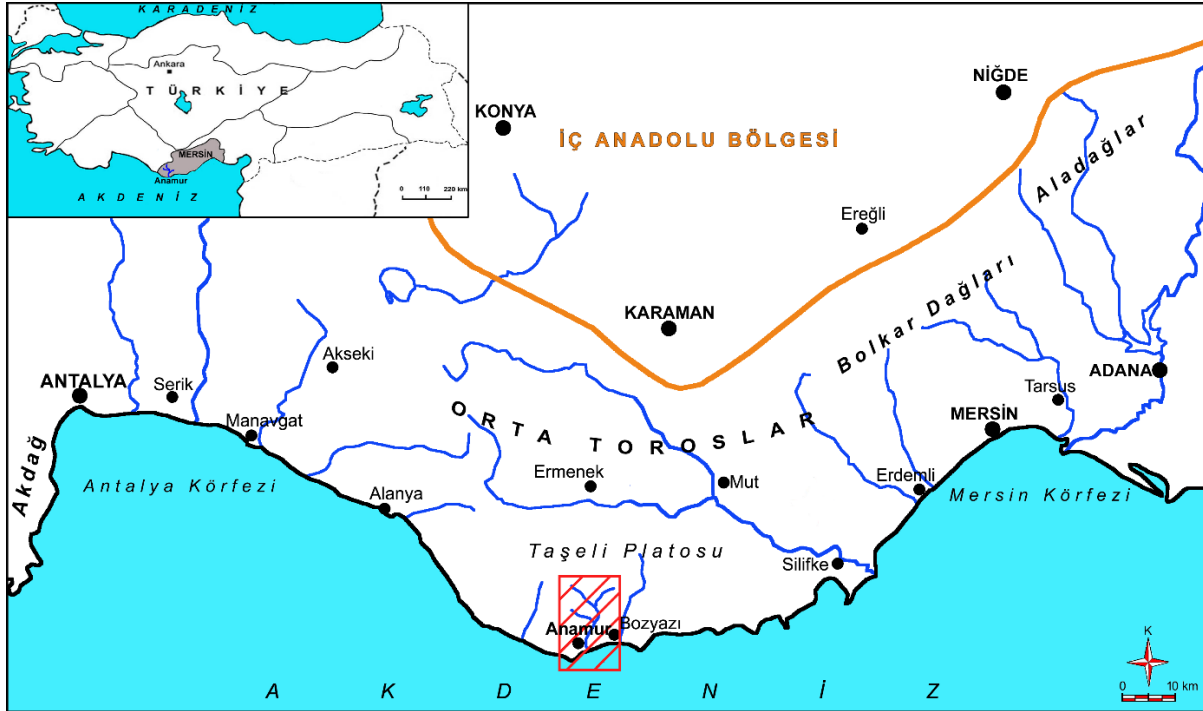 KARADENİZ
Ankara
TÜRKİYE
MERSİN
Anamur
AKDENİZ
0 110 220 km
KONYA
NİĞDE
İÇ ANADOLU BÖLGESİ
Aladağlar
Ereğli
Bolkar Dağları
KARAMAN
Akseki
ANTALYA
Serik
ADANA
Tarsus
Manavgat
ORTA TOROSLAR
MERSİN
Akdağ
Antalya Körfezi
Ermenek
Mut
Erdemli
Mersin Körfezi
Alanya
Taşeli Platosu
Silifke
Anamur
Bozyazı
K
AKDENİZ
0 10 km